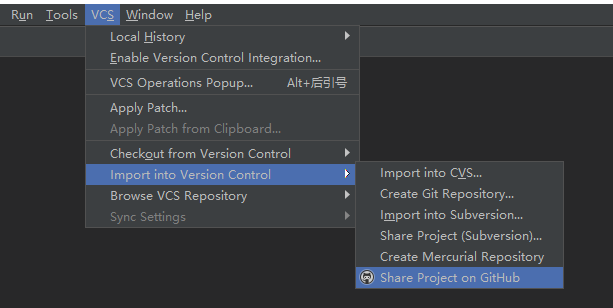 Run Tools VCS Window Help
Local History
Enable Version Control Integration...
VCS Operations Popup... Alt+后引号
Apply Patch...
Apply Patch from Clipboard...
Checkout from Version Control
Import into Version Control
Browse VCS Repository
Sync Settings
Import into CVS...
Create Git Repository...
Import into Subversion...
Share Project (Subversion)...
Create Mercurial Repository
Share Project on GitHub